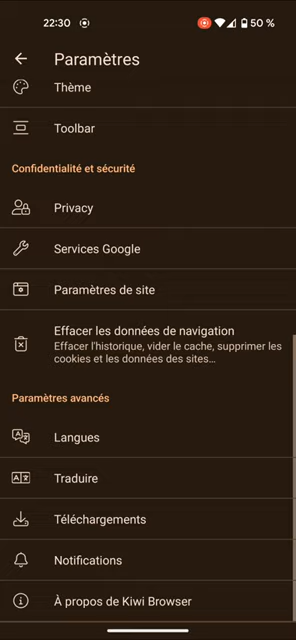 22:30
50 %
Paramètres
Thème
Toolbar
Confidentialité et sécurité
Privacy
Services Google
Paramètres de site
Effacer les données de navigation
Effacer l'historique, vider le cache, supprimer les
cookies et les données des sites…
Paramètres avancés
Langues
Traduire
Téléchargements
Notifications
À propos de Kiwi Browser